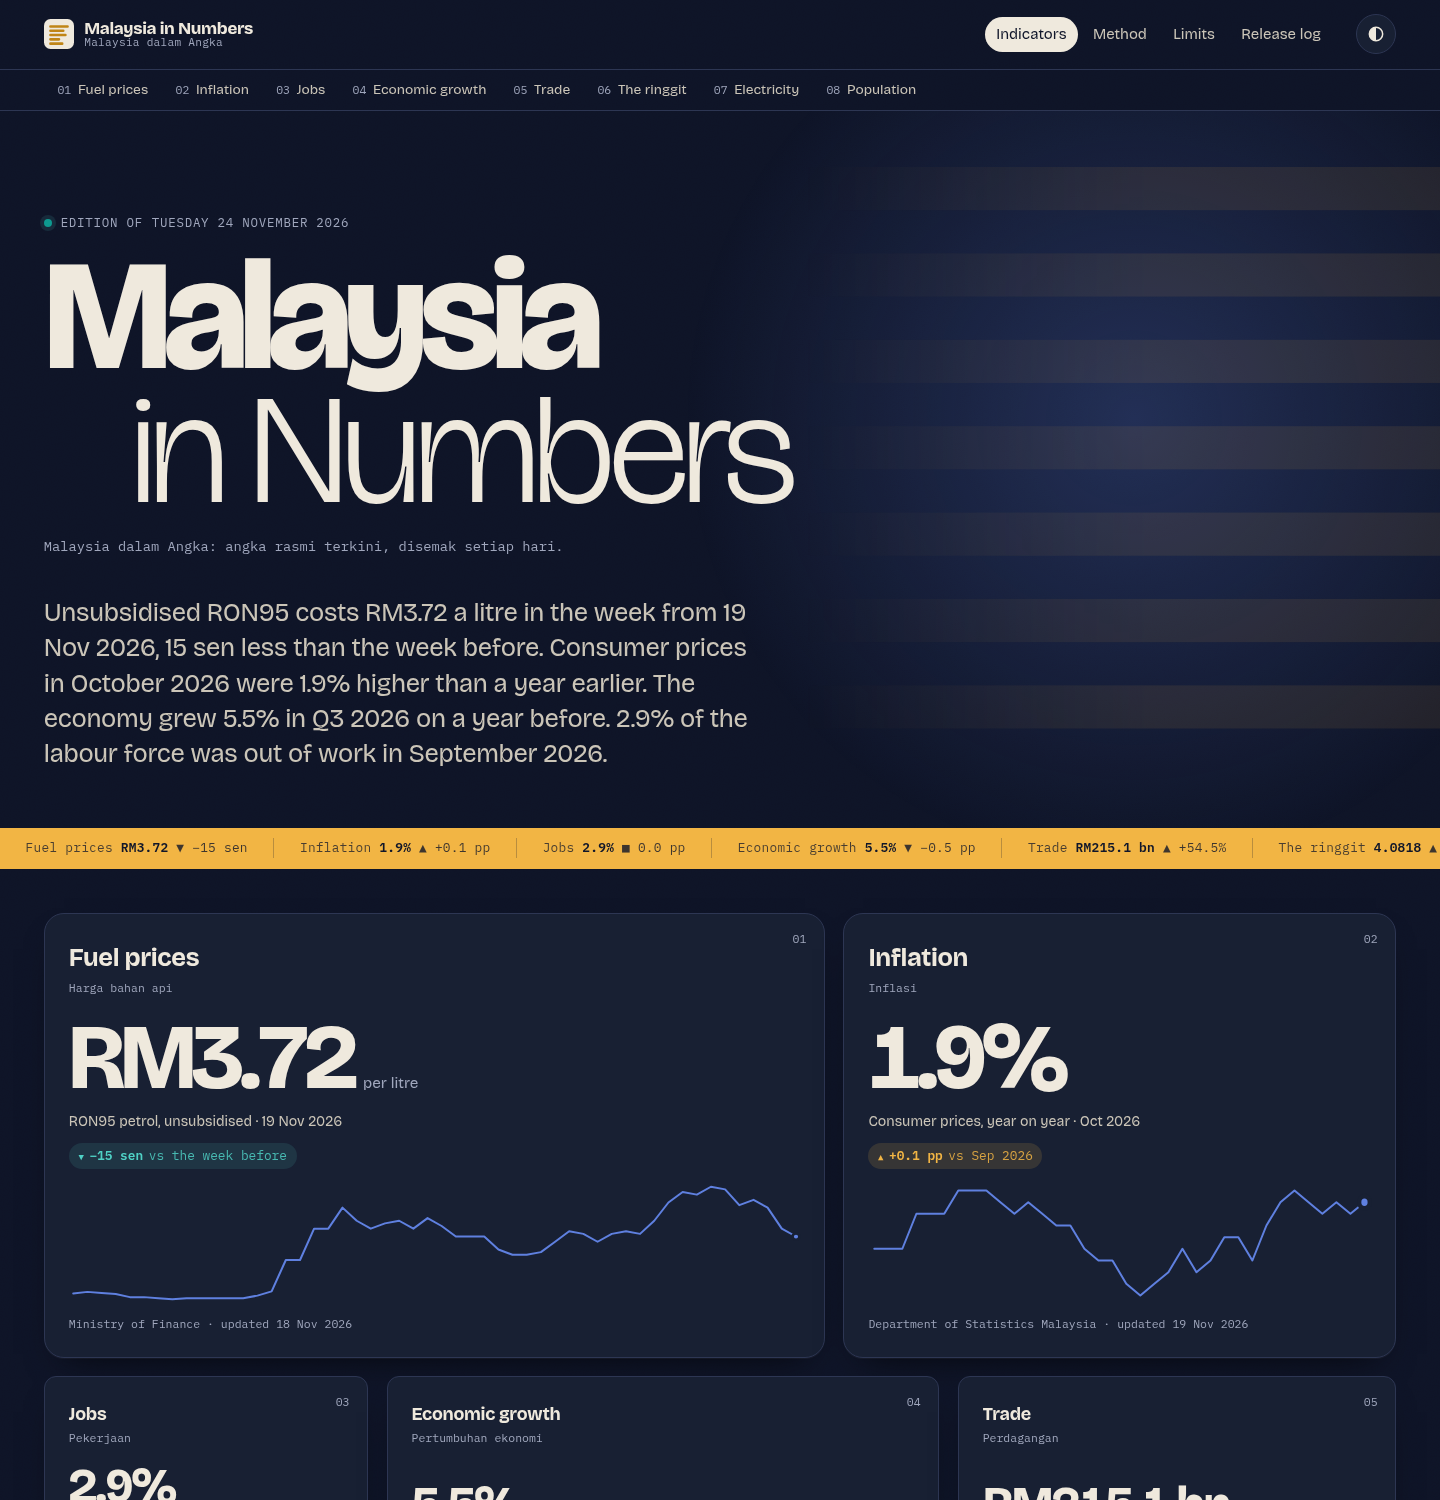 Malaysia in Numbers
Malaysia dalam Angka
Indicators
Method
Limits
Release log
01 Fuel prices
02 Inflation
03 Jobs
04 Economic growth
05 Trade
06 The ringgit
07 Electricity
08 Population
EDITION OF TUESDAY 24 NOVEMBER 2026
Malaysia
in Numbers
Malaysia dalam Angka: angka rasmi terkini, disemak setiap hari.
Unsubsidised RON95 costs RM3.72 a litre in the week from 19
Nov 2026, 15 sen less than the week before. Consumer prices
in October 2026 were 1.9% higher than a year earlier. The
economy grew 5.5% in Q3 2026 on a year before. 2.9% of the
labour force was out of work in September 2026.
Fuel prices RM3.72 ▼ −15 sen
Inflation 1.9% ▲ +0.1 pp
Jobs 2.9% ■ 0.0 pp
Economic growth 5.5% ▼ −0.5 pp
Trade RM215.1 bn ▲ +54.5%
The ringgit 4.0818 ▲
01
Fuel prices
Harga bahan api
RM3.72 per litre
RON95 petrol, unsubsidised · 19 Nov 2026
▼ −15 sen vs the week before
Ministry of Finance · updated 18 Nov 2026
02
Inflation
Inflasi
1.9%
Consumer prices, year on year · Oct 2026
▲ +0.1 pp vs Sep 2026
Department of Statistics Malaysia · updated 19 Nov 2026
03
Jobs
Pekerjaan
2.9%
04
Economic growth
Pertumbuhan ekonomi
5.5%
05
Trade
Perdagangan
RM215.1 bn